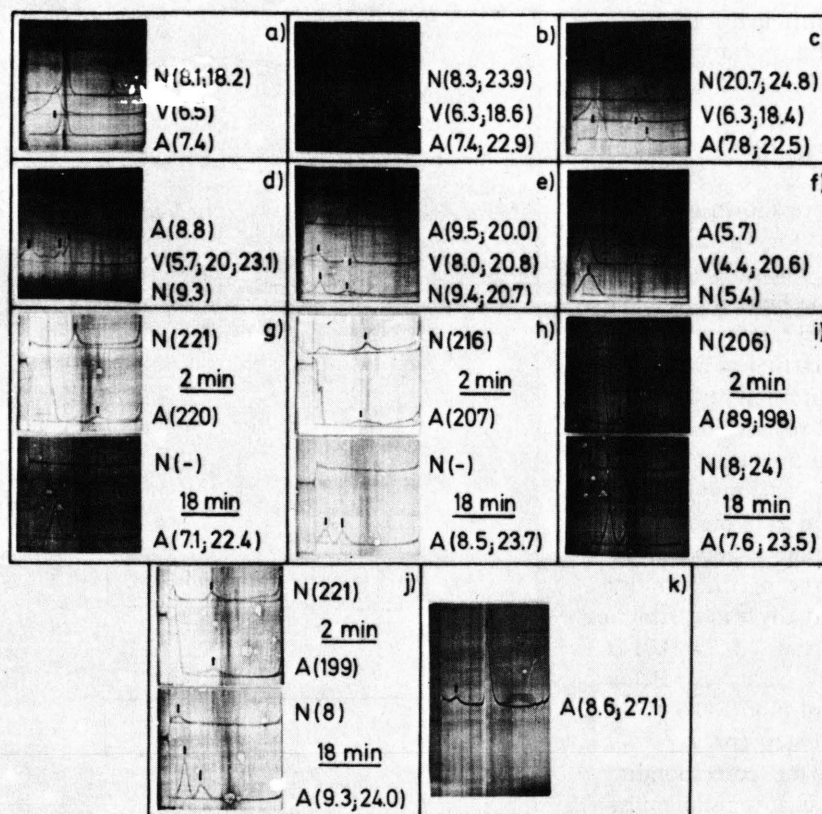 a)
N(8.1;18.2)
V(6.5)
A(7.4)
b)
N(8.3;23.9)
V(6.3;18.6)
A(7.4;22.9)
c)
N(20.7;24.8)
V(6.3;18.4)
A(7.8;22.5)
d)
A(8.8)
V(5.7;20;23.1)
N(9.3)
e)
A(9.5;20.0)
V(8.0;20.8)
N(9.4;20.7)
f)
A(5.7)
V(4.4;20.6)
N(5.4)
g)
N(221)
2 min
A(220)
N(-)
18 min
A(7.1;22.4)
h)
N(216)
2 min
A(207)
N(-)
18 min
A(8.5;23.7)
i)
N(206)
2 min
A(89;198)
N(8;24)
18 min
A(7.6;23.5)
j)
N(221)
2 min
A(199)
N(8)
18 min
A(9.3;24.0)
k)
A(8.6;27.1)